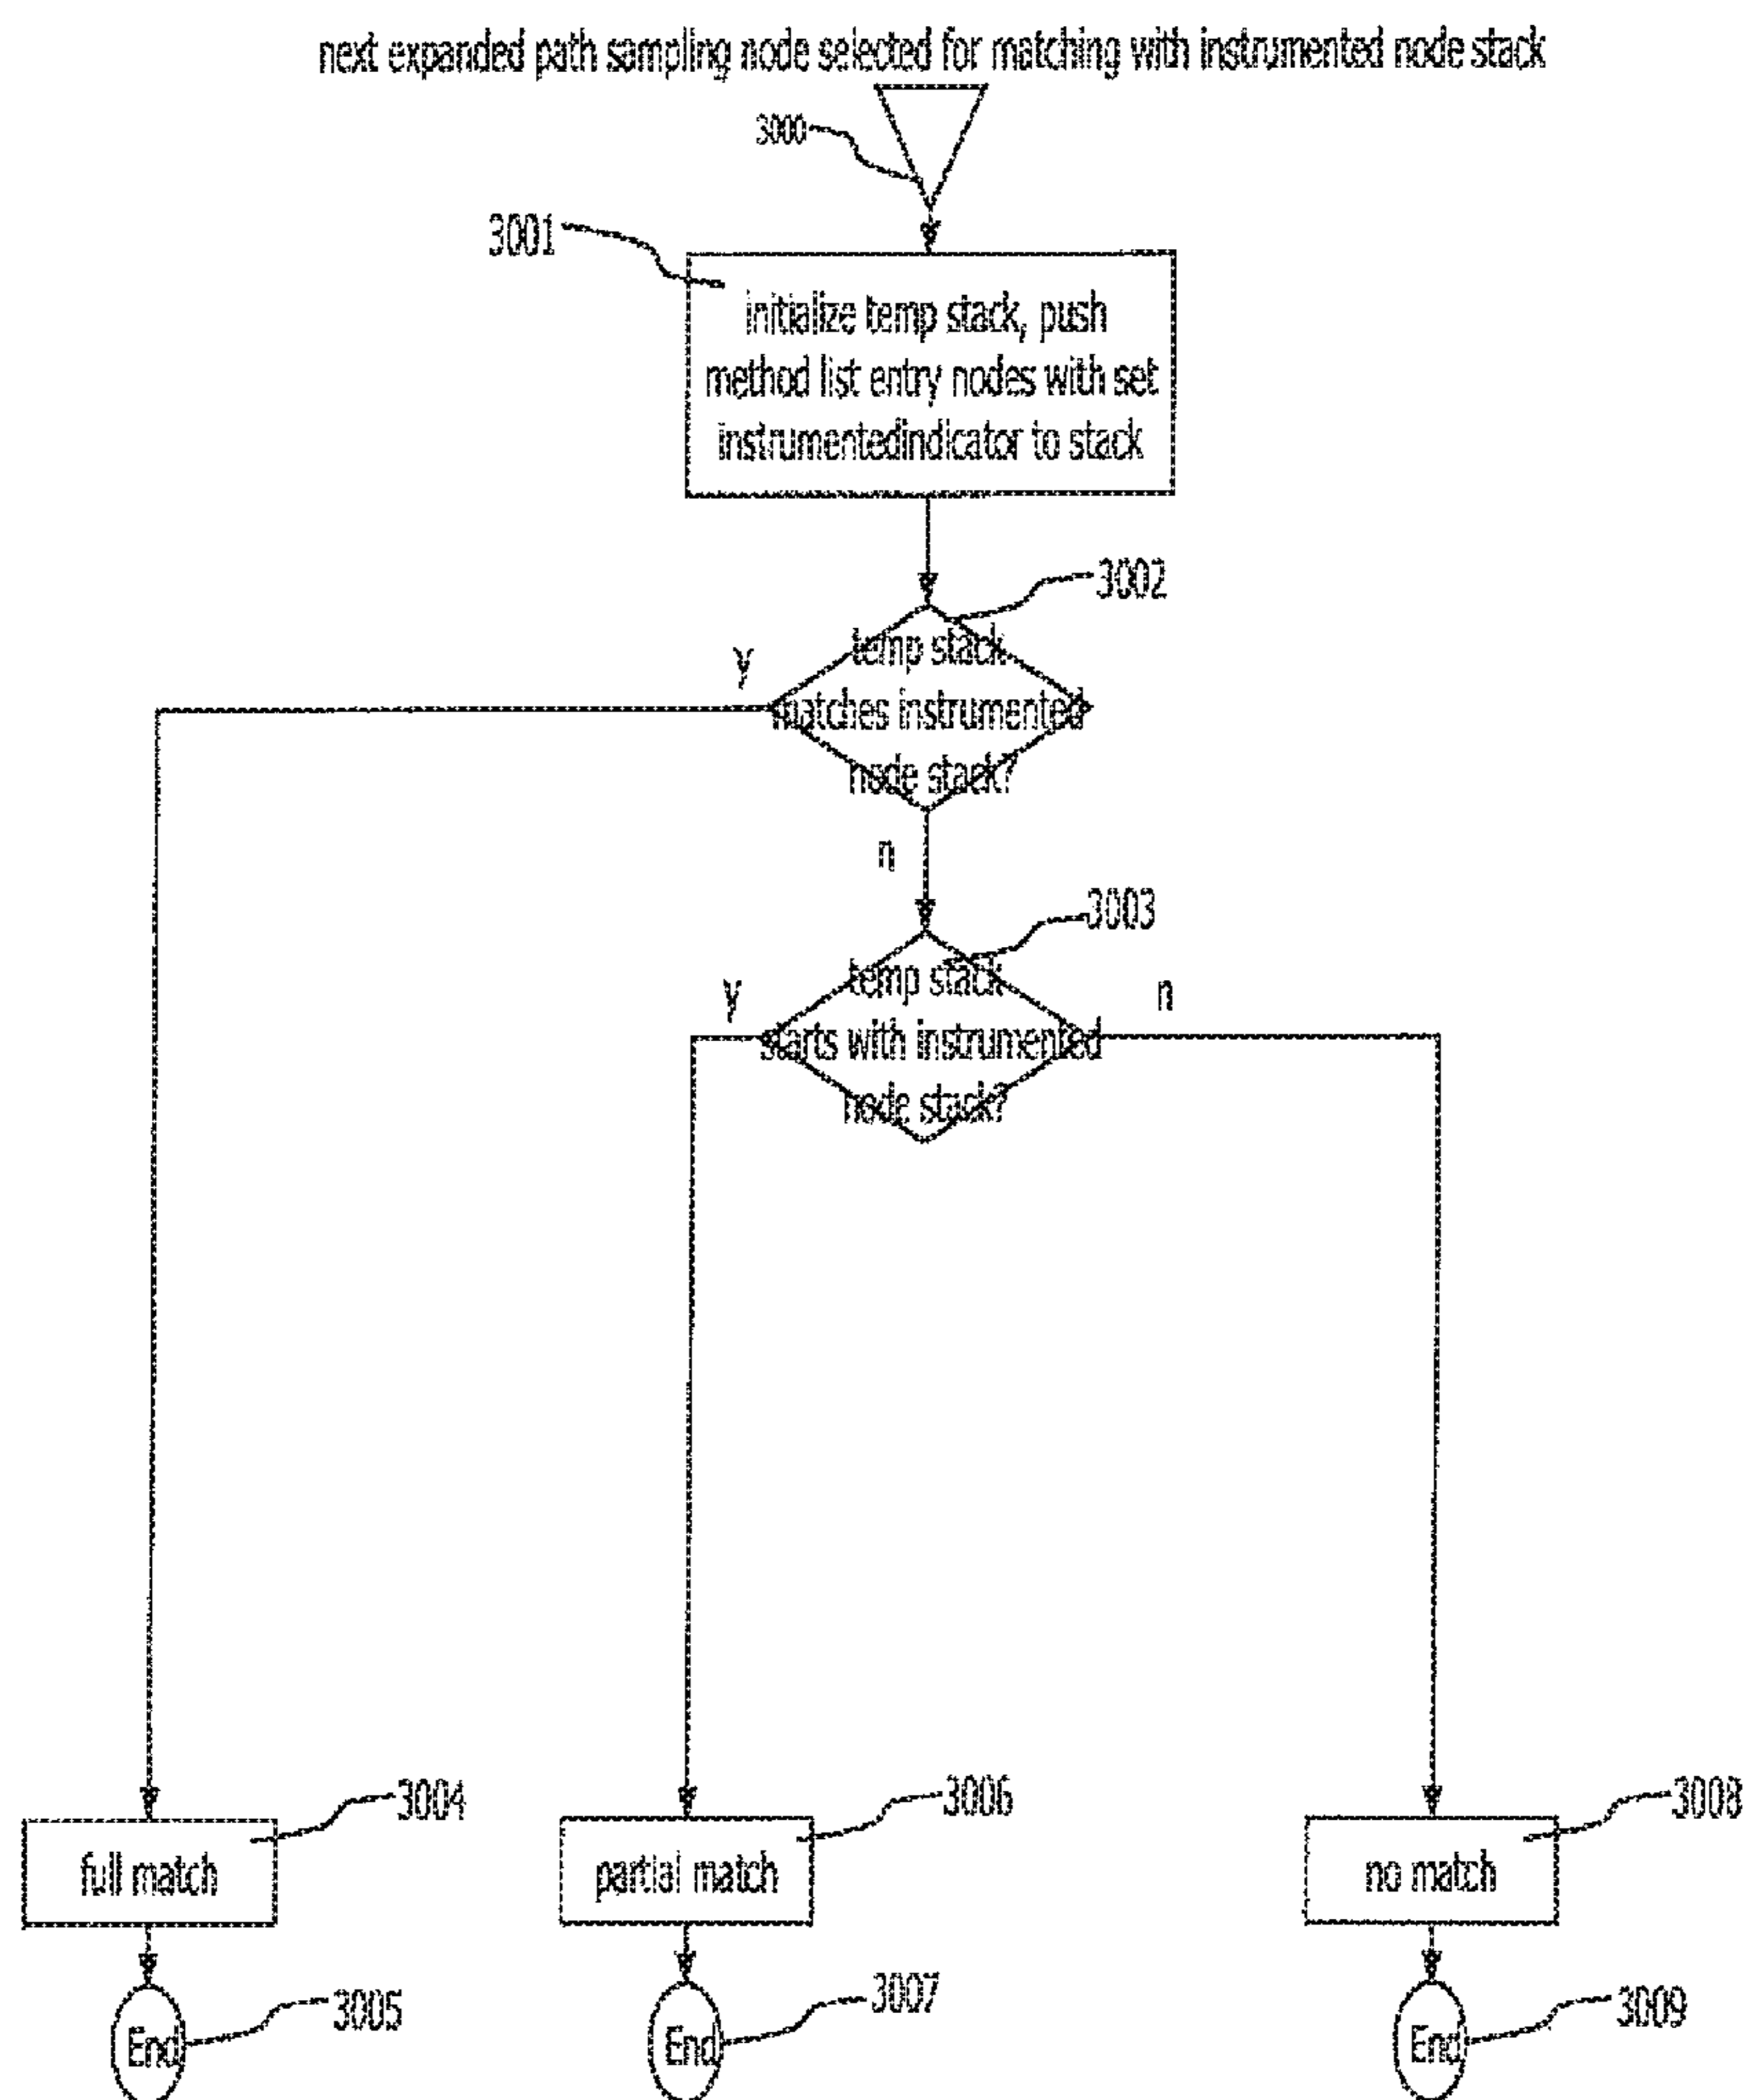 next expanded path sampling node selected for matching with instrumented node stack
3000
3001
initialize temp stack, push
method list entry nodes with set
instrumentedindicator to stack
3002
temp stack
matches instrumented
node stack?
y
n
3003
temp stack
starts with instrumented
node stack?
y
n
3004
full match
3006
partial match
3008
no match
3005
End
3007
End
3009
End